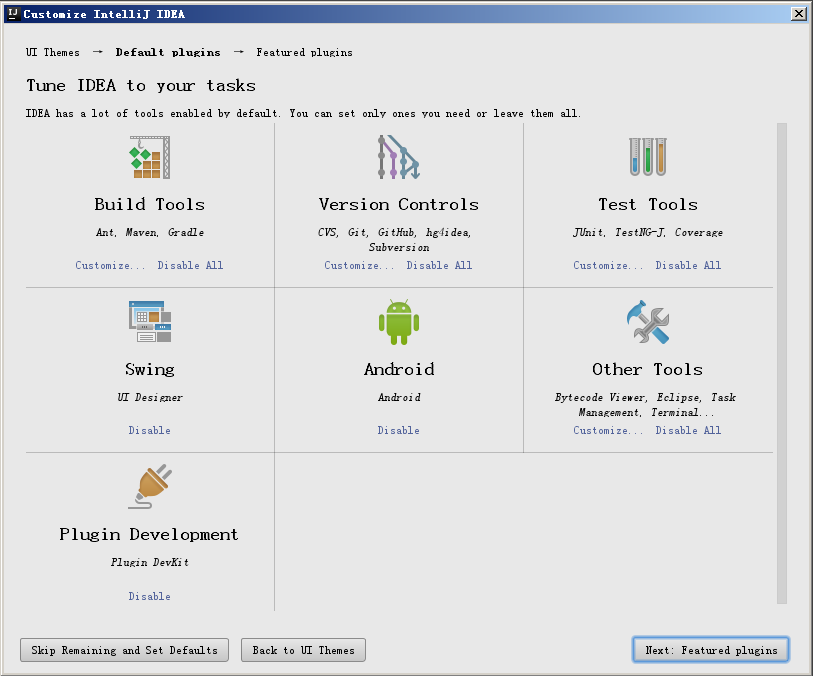 IJ Customize IntelliJ IDEA
UI Themes → Default plugins → Featured plugins
Tune IDEA to your tasks
IDEA has a lot of tools enabled by default. You can set only ones you need or leave them all.
Build Tools
Ant, Maven, Gradle
Customize... Disable All
Version Controls
CVS, Git, GitHub, hg4idea,
Subversion
Customize... Disable All
Test Tools
JUnit, TestNG-J, Coverage
Customize... Disable All
Swing
UI Designer
Disable
Android
Android
Disable
Other Tools
Bytecode Viewer, Eclipse, Task
Management, Terminal...
Customize... Disable All
Plugin Development
Plugin DevKit
Disable
Skip Remaining and Set Defaults
Back to UI Themes
Next: Featured plugins